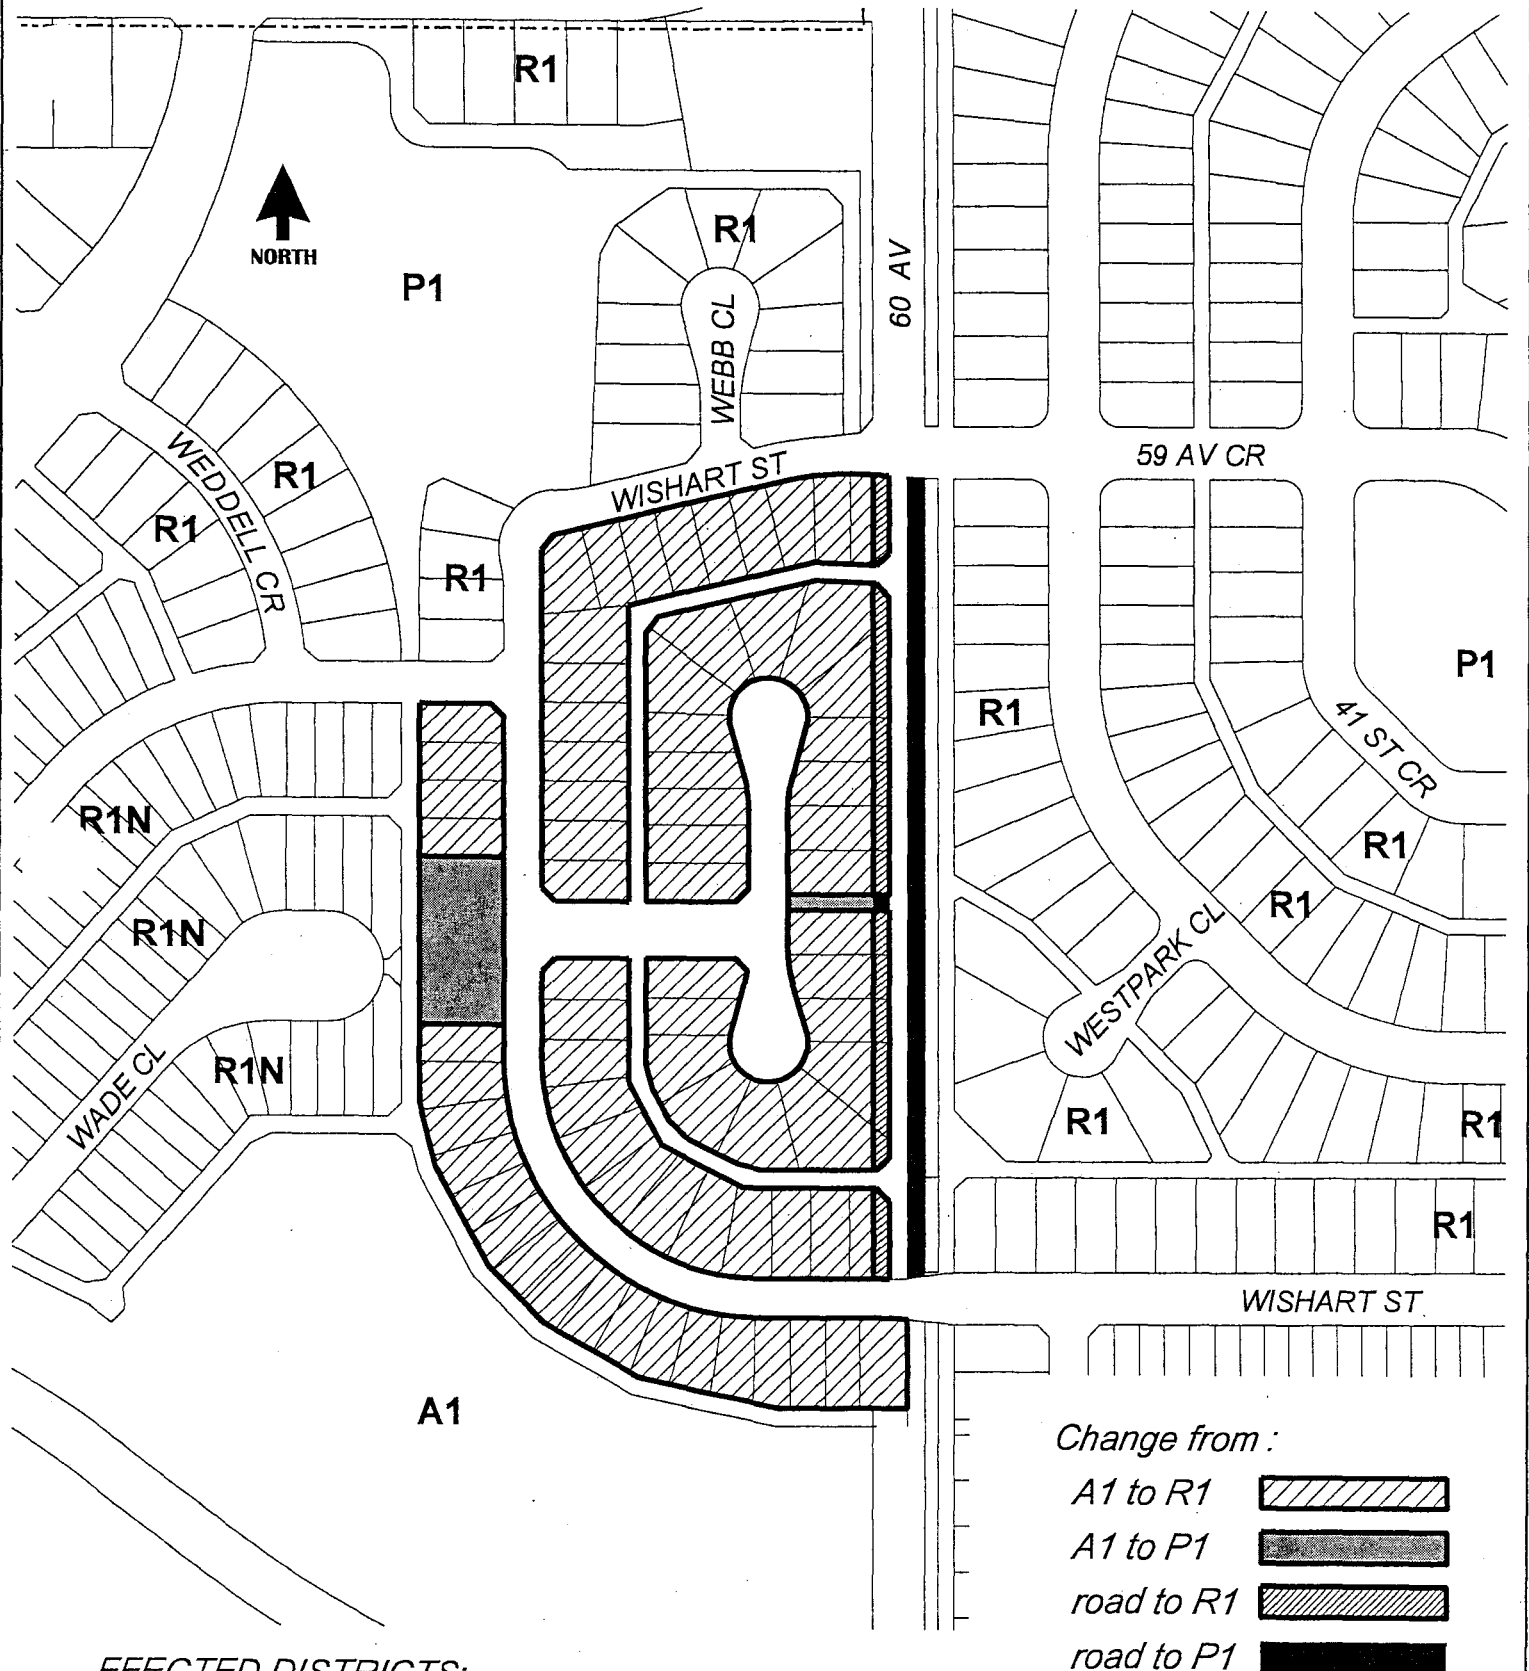 R1
NORTH
R1
P1
60 AV
WEBB CL
59 AV CR
WISHART ST
WEDDELL CR
R1
R1
R1
P1
R1
41 ST CR
R1N
R1
R1
R1N
WESTPARK CL
R1N
WADE CL
R1
R1
R1
WISHART ST
A1
Change from :
A1 to R1
A1 to P1
road to R1
road to P1
EFFECTED DISTRICTS: